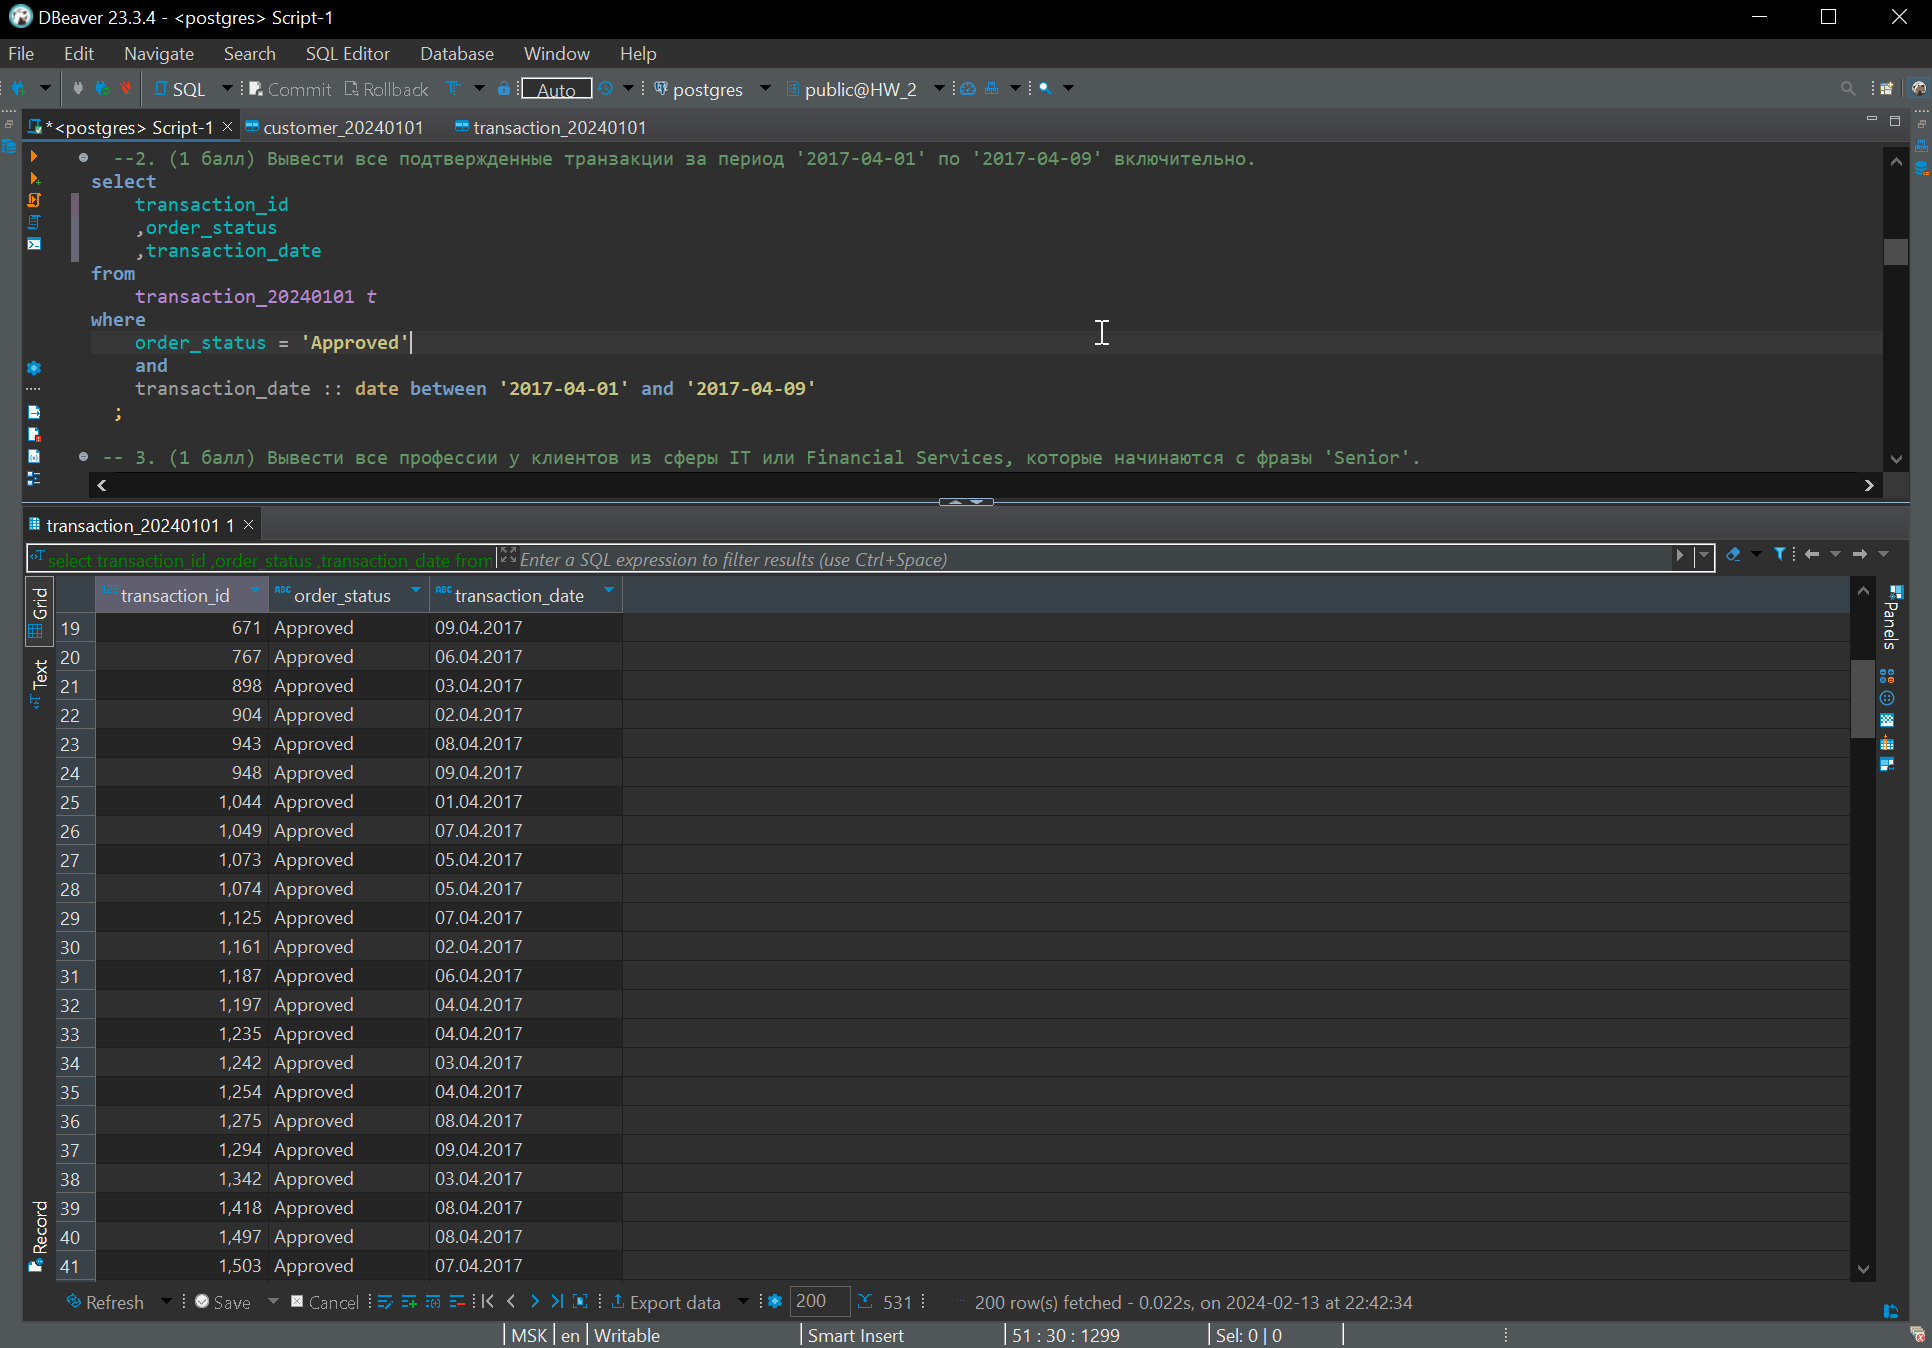 DBeaver 23.3.4 - <postgres> Script-1
File Edit Navigate Search SQL Editor Database Window Help
SQL Commit Rollback Auto postgres public@HW_2
*<postgres> Script-1 customer_20240101 transaction_20240101
--2. (1 балл) Вывести все подтвержденные транзакции за период '2017-04-01' по '2017-04-09' включительно.
select
transaction_id
,order_status
,transaction_date
from
transaction_20240101 t
where
order_status = 'Approved'
and
transaction_date :: date between '2017-04-01' and '2017-04-09'
;
-- 3. (1 балл) Вывести все профессии у клиентов из сферы IT или Financial Services, которые начинаются с фразы 'Senior'.
transaction_20240101 1
select transaction_id ,order_status ,transaction_date from Enter a SQL expression to filter results (use Ctrl+Space)
Grid
Text
Record
Panels
123 transaction_id ABC order_status ABC transaction_date
19 671 Approved 09.04.2017
20 767 Approved 06.04.2017
21 898 Approved 03.04.2017
22 904 Approved 02.04.2017
23 943 Approved 08.04.2017
24 948 Approved 09.04.2017
25 1,044 Approved 01.04.2017
26 1,049 Approved 07.04.2017
27 1,073 Approved 05.04.2017
28 1,074 Approved 05.04.2017
29 1,125 Approved 07.04.2017
30 1,161 Approved 02.04.2017
31 1,187 Approved 06.04.2017
32 1,197 Approved 04.04.2017
33 1,235 Approved 04.04.2017
34 1,242 Approved 03.04.2017
35 1,254 Approved 04.04.2017
36 1,275 Approved 08.04.2017
37 1,294 Approved 09.04.2017
38 1,342 Approved 03.04.2017
39 1,418 Approved 08.04.2017
40 1,497 Approved 08.04.2017
41 1,503 Approved 07.04.2017
Refresh Save Cancel Export data 200 531 200 row(s) fetched - 0.022s, on 2024-02-13 at 22:42:34
MSK en Writable Smart Insert 51 : 30 : 1299 Sel: 0 | 0